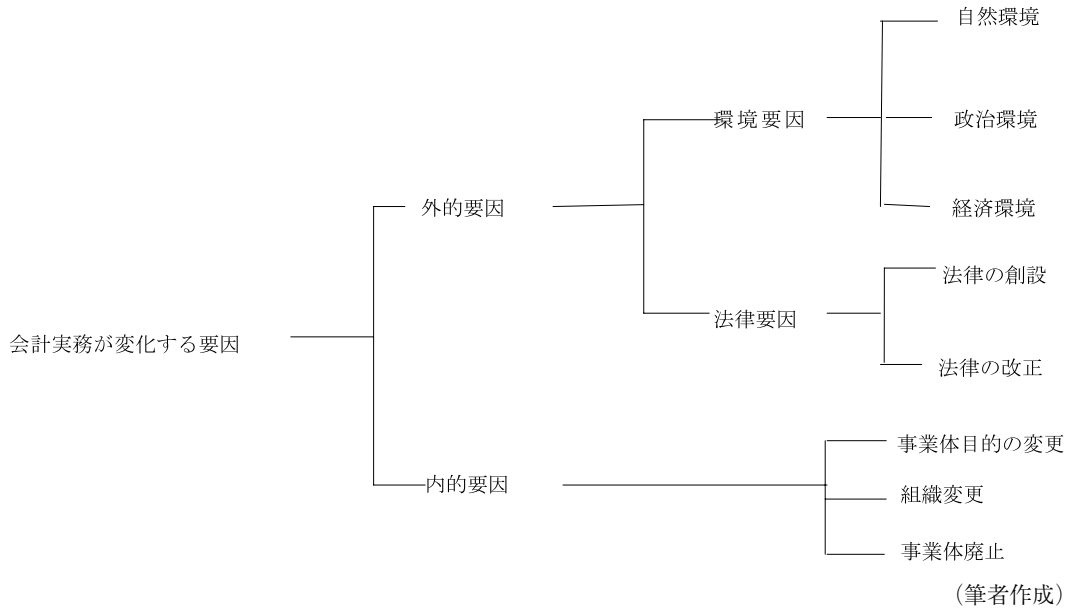 自然環境
環境要因
政治環境
外的要因
経済環境
法律の創設
法律要因
会計実務が変化する要因
法律の改正
事業体目的の変更
内的要因
組織変更
事業体廃止
（筆者作成）